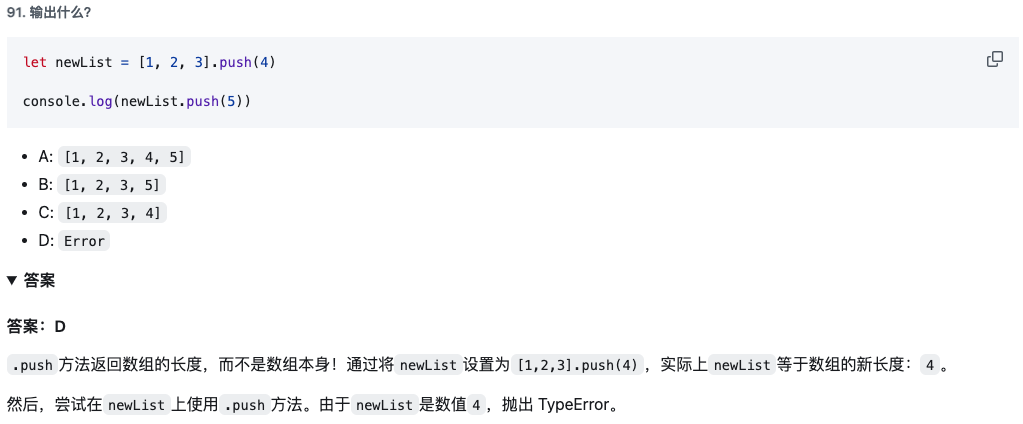 91. 输出什么?
let newList = [1, 2, 3].push(4)
console.log(newList.push(5))
• A: [1, 2, 3, 4, 5]
• B: [1, 2, 3, 5]
• C: [1, 2, 3, 4]
• D: Error
▼ 答案
答案：D
.push 方法返回数组的长度，而不是数组本身！通过将 newList 设置为 [1,2,3].push(4)，实际上 newList 等于数组的新长度：4。
然后，尝试在 newList 上使用 .push 方法。由于 newList 是数值 4，抛出 TypeError。